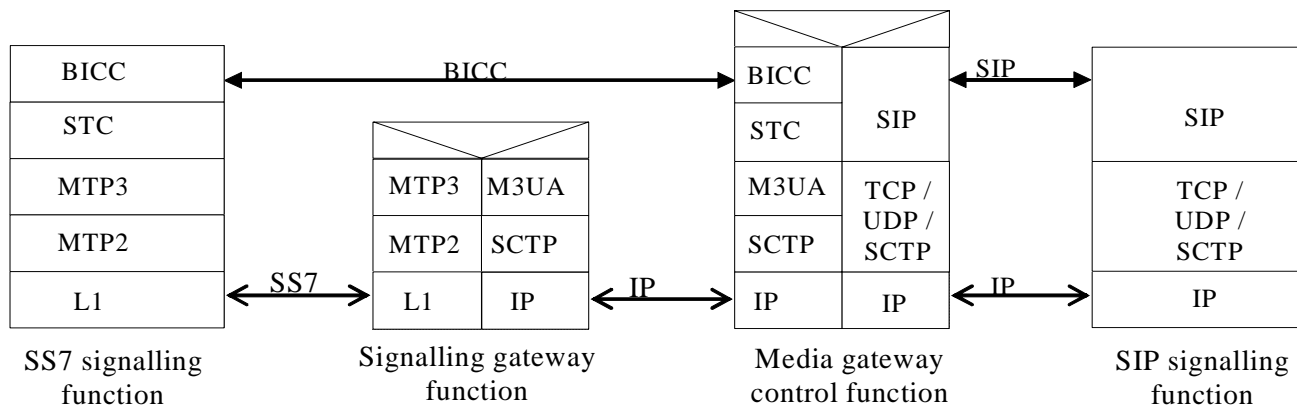 BICC
STC
MTP3
MTP2
L1
SS7 signalling
function
BICC
SS7
MTP3
MTP2
L1
M3UA
SCTP
IP
Signalling gateway
function
IP
BICC
STC
M3UA
SCTP
IP
SIP
TCP /
UDP /
SCTP
IP
Media gateway
control function
SIP
IP
SIP
TCP /
UDP /
SCTP
IP
SIP signalling
function